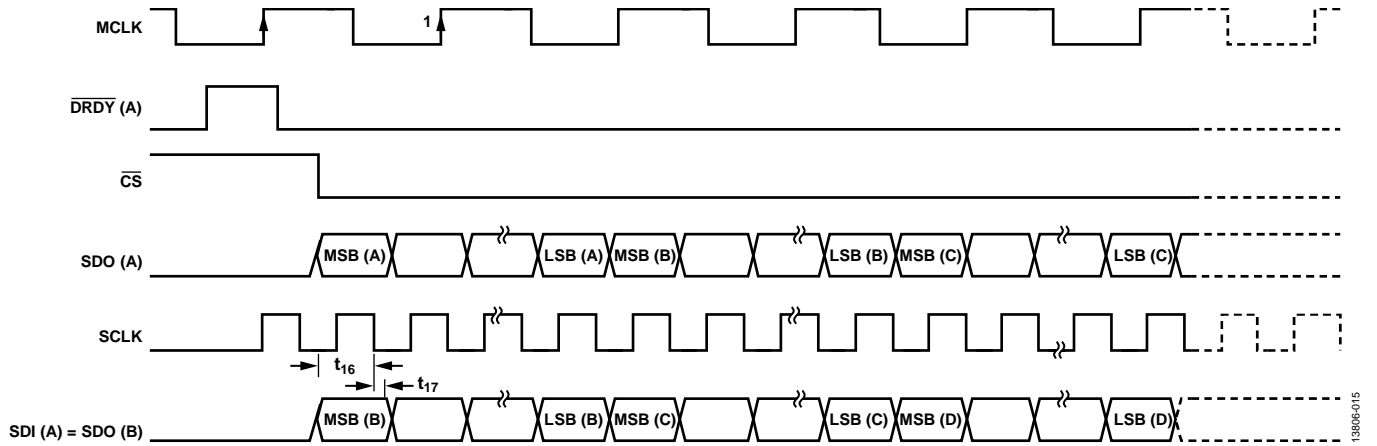 MCLK
1
DRDY (A)
CS
SDO (A)
MSB (A)
LSB (A)
MSB (B)
LSB (B)
MSB (C)
LSB (C)
SCLK
t16
t17
SDI (A) = SDO (B)
MSB (B)
LSB (B)
MSB (C)
LSB (C)
MSB (D)
LSB (D)
13806-015